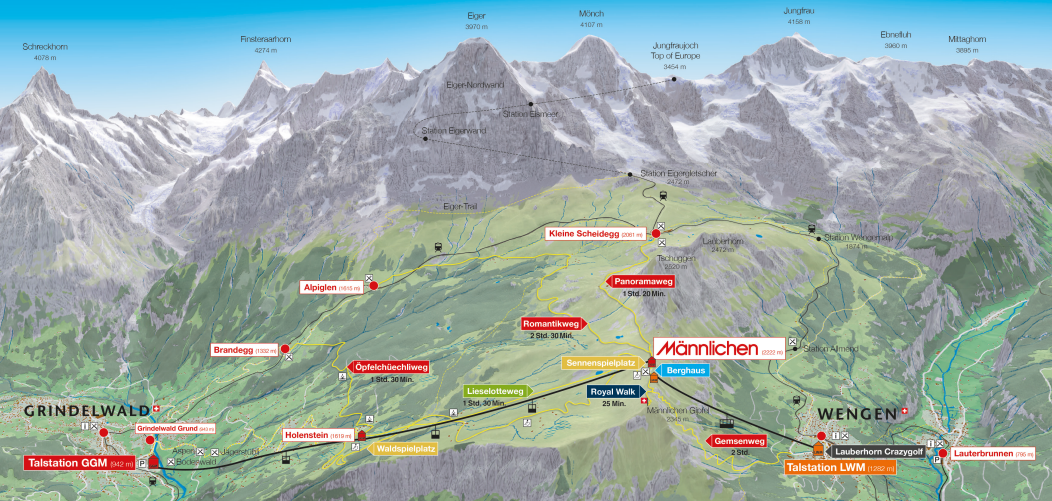 Schreckhorn
4078 m
Finsteraarhorn
4274 m
Eiger
3970 m
Mönch
4107 m
Jungfraujoch
Top of Europe
3454 m
Jungfrau
4158 m
Ebnefluh
3960 m
Mittaghorn
3895 m
Eiger-Nordwand
Station Eismeer
Station Eigerwand
Station Eigergletscher
2472 m
Eiger-Trail
Kleine Scheidegg (2061 m)
Lauberhorn
2472 m
Station Wengernalp
1874 m
Tschuggen
2520 m
Alpiglen (1615 m)
Panoramaweg
1 Std. 20 Min.
Romantikweg
2 Std. 30 Min.
Brandegg (1332 m)
Männlichen (2222 m)
Station Allmend
Sennenspielplatz
Berghaus
Öpfelchüechliweg
1 Std. 30 Min.
Lieselotteweg
1 Std. 30 Min.
Royal Walk
25 Min.
Männlichen Gipfel
2345 m
GRINDELWALD
WENGEN
Grindelwald Grund (943 m)
Holenstein (1619 m)
Waldspielplatz
Gemsenweg
2 Std.
Aspen
Jägerstübli
Bodenwald
Talstation GGM (942 m)
P
Lauberhorn Crazygolf
Talstation LWM (1282 m)
Lauterbrunnen (795 m)
P